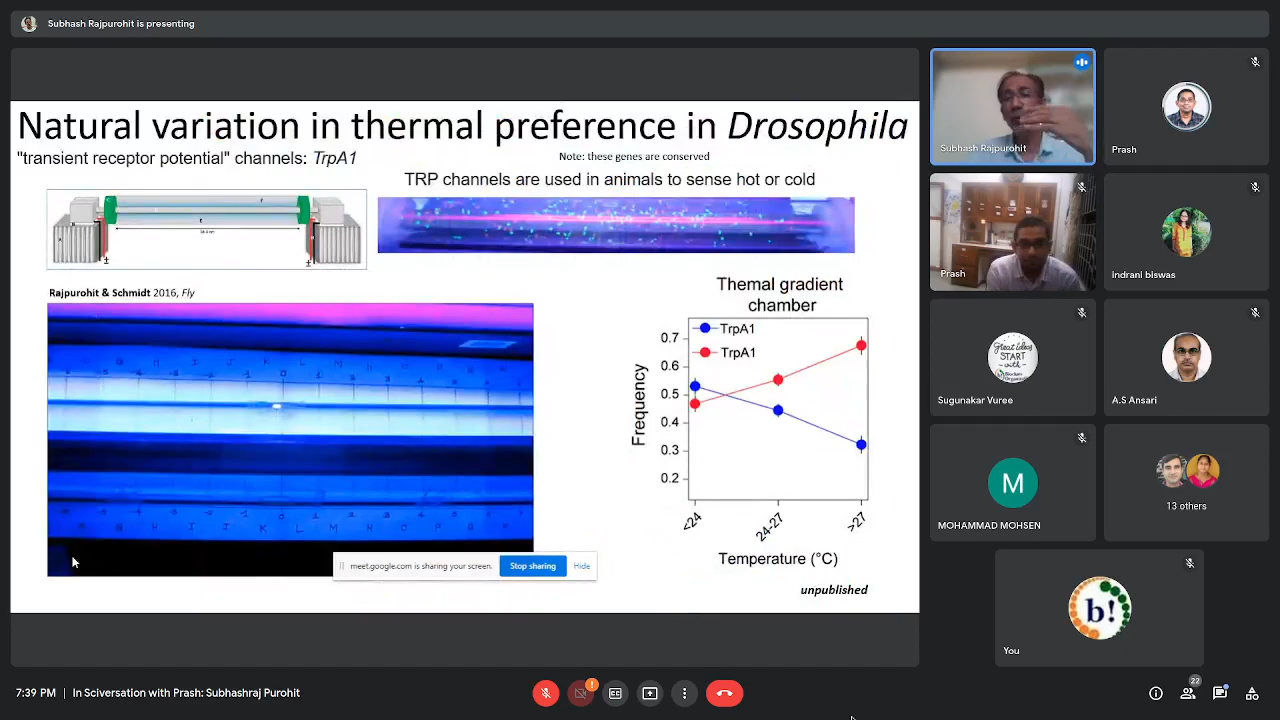 Subhash Rajpurohit is presenting
Natural variation in thermal preference in Drosophila
"transient receptor potential" channels: TrpA1
Note: these genes are conserved
TRP channels are used in animals to sense hot or cold
Rajpurohit & Schmidt 2016, Fly
Themal gradient
chamber
TrpA1
TrpA1
0.7
0.6
0.5
0.4
0.3
0.2
Frequency
<24
24-27
>27
Temperature (°C)
unpublished
meet.google.com is sharing your screen.
Stop sharing
Hide
Subhash Rajpurohit
Prash
Prash
Indrani biswas
Great ideas
START
with
Sugunakar Vuree
A.S Ansari
M
MOHAMMAD MOHSEN
13 others
b!
You
7:39 PM | In Sciversation with Prash: Subhashraj Purohit
22